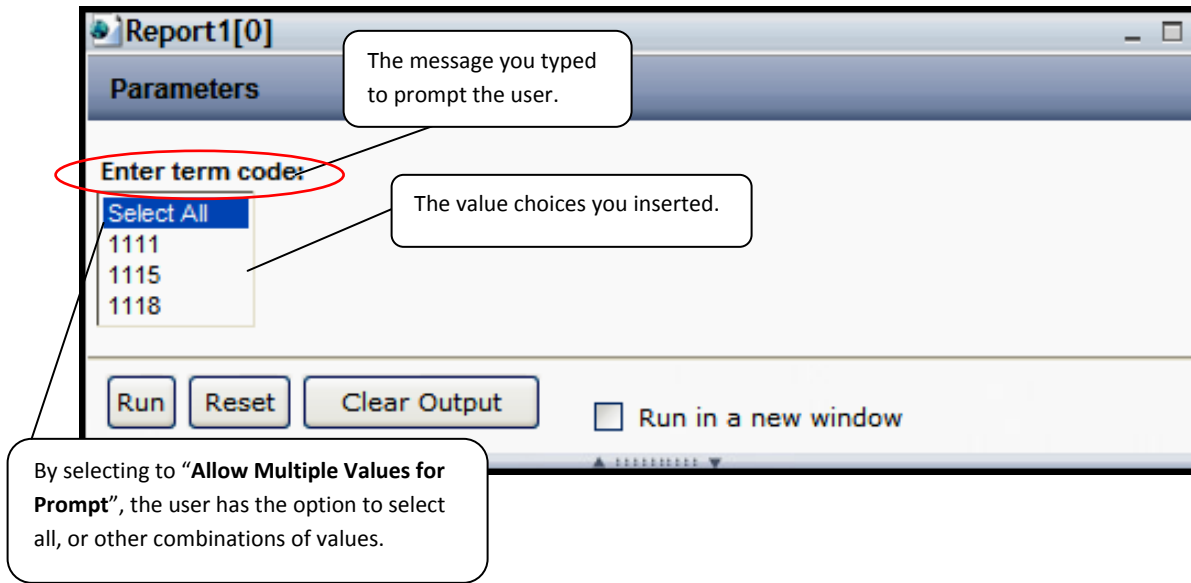 Report1[0]
The message you typed
to prompt the user.
Parameters
Enter term code:
The value choices you inserted.
Select All
1111
1115
1118
Run Reset Clear Output Run in a new window
By selecting to “Allow Multiple Values for
Prompt”, the user has the option to select
all, or other combinations of values.